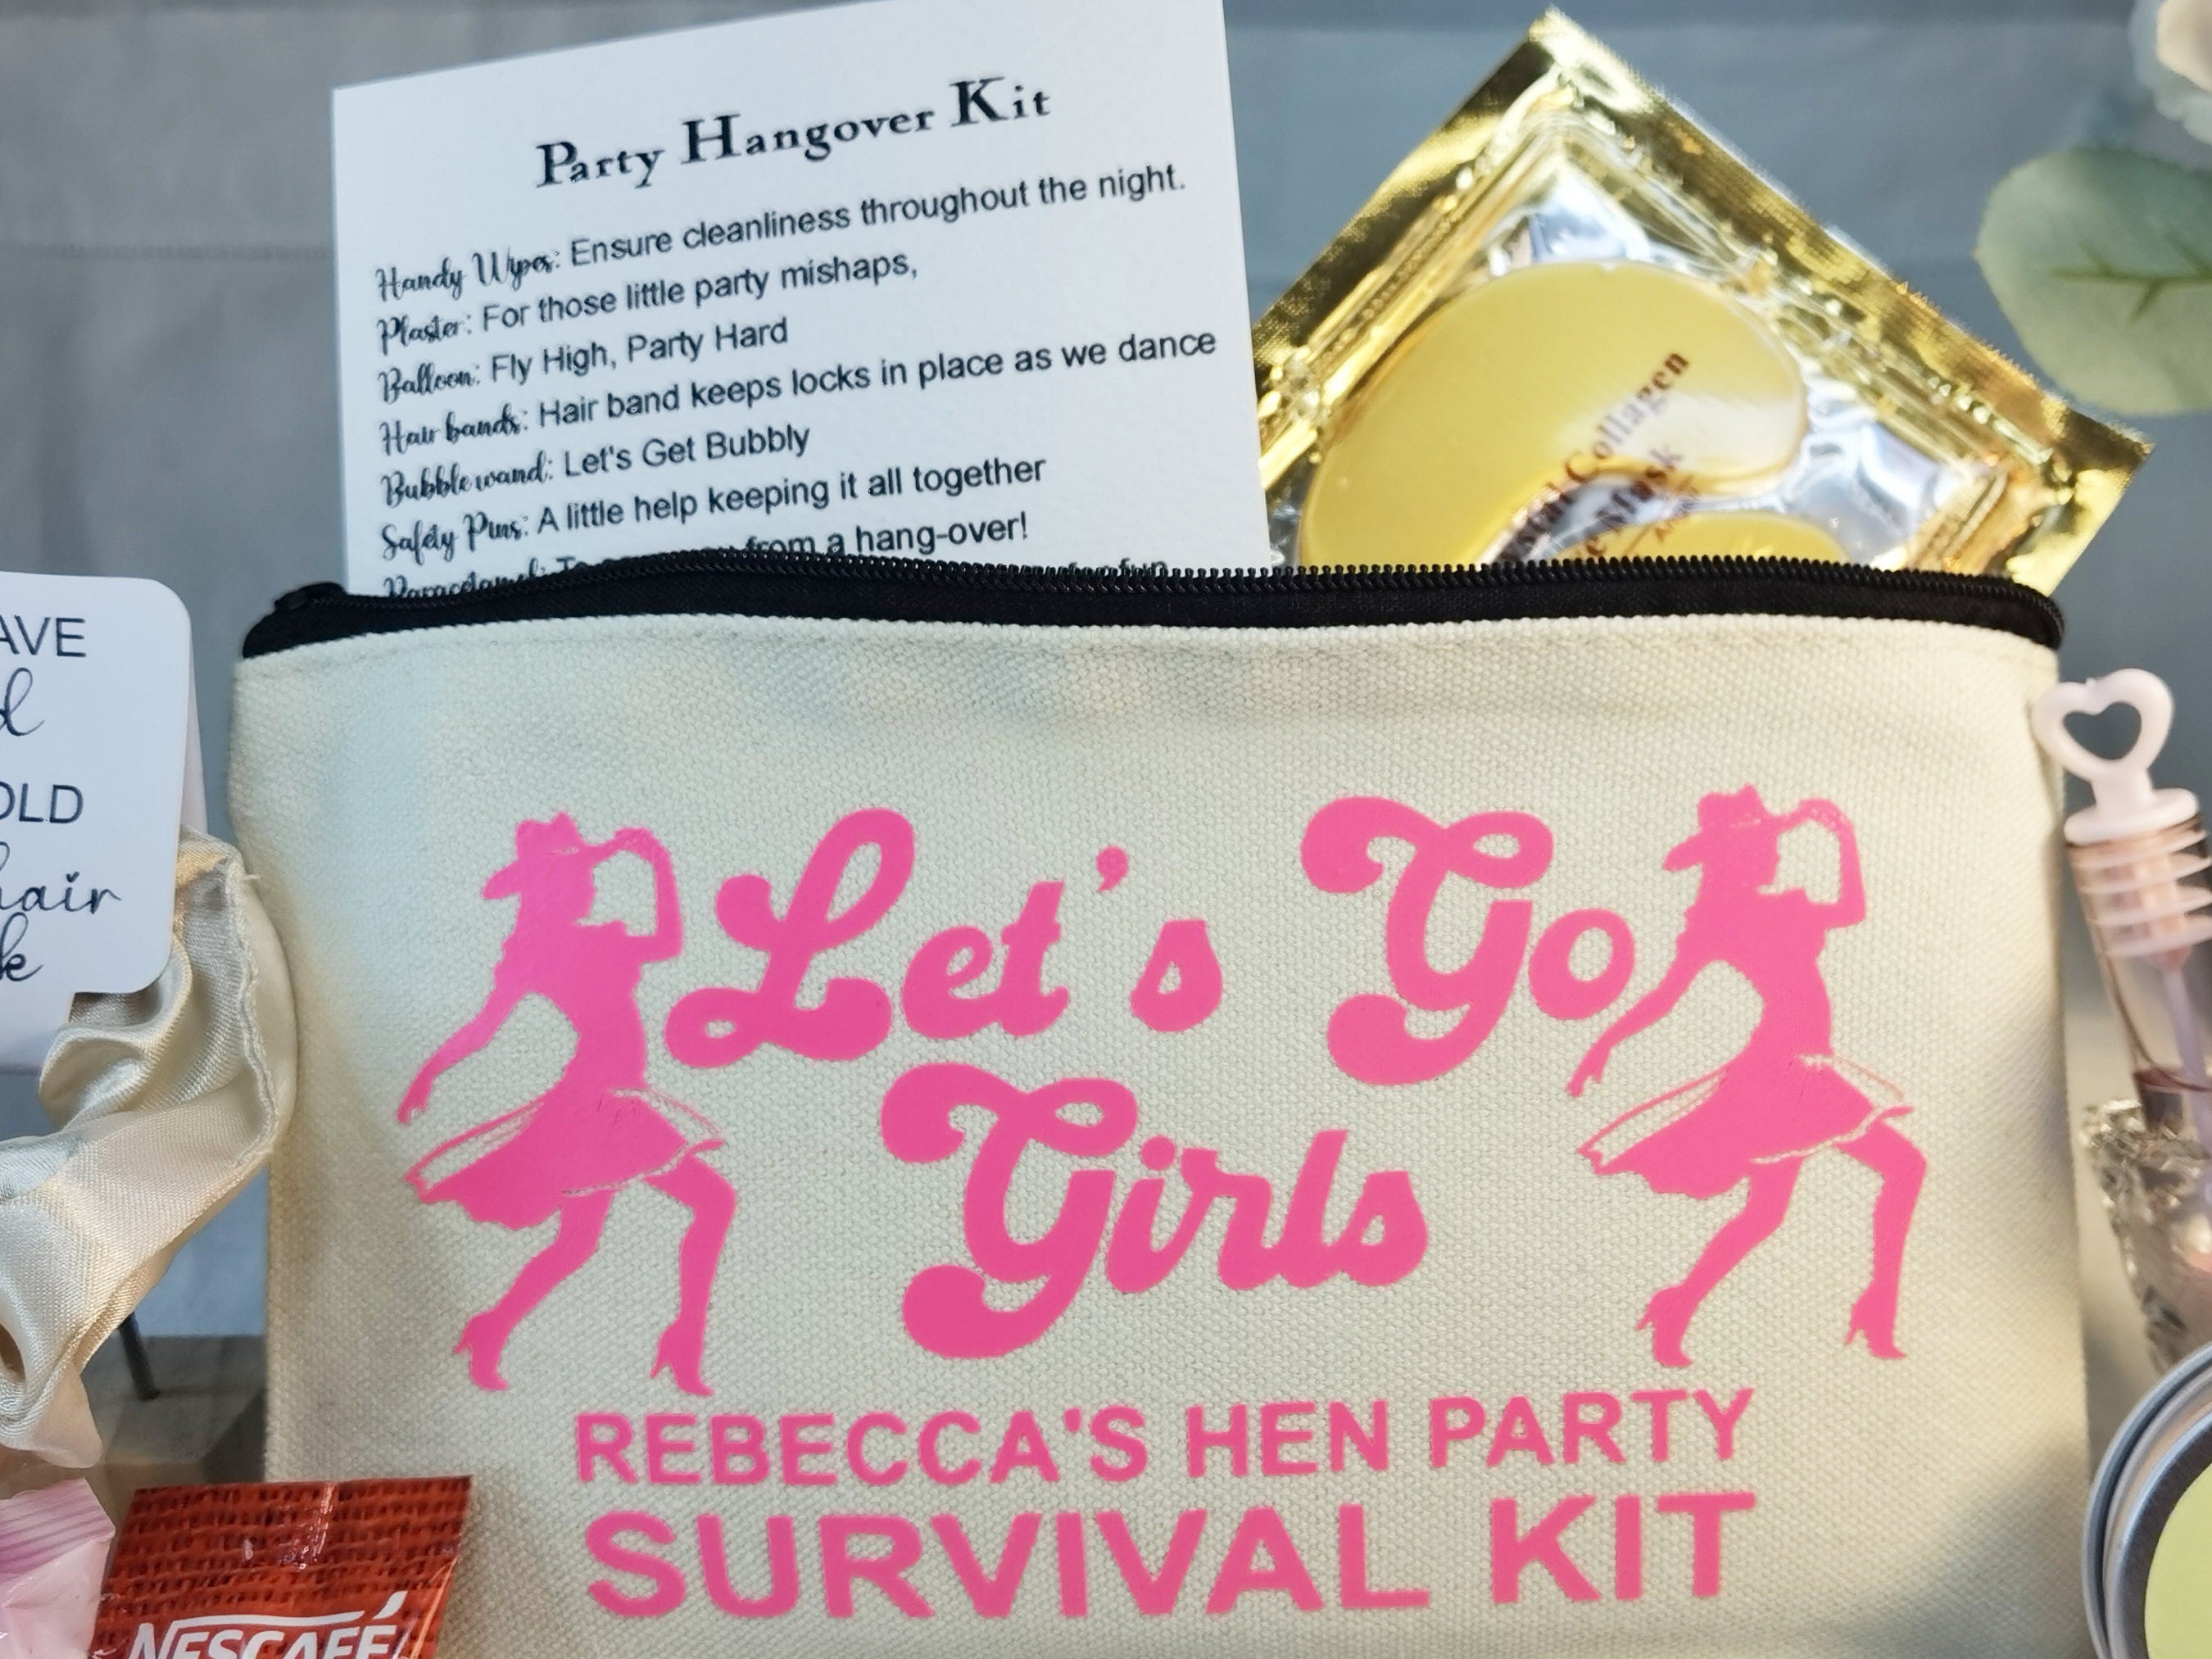 Party Hangover Kit
Handy Wipes: Ensure cleanliness throughout the night.
Plaster: For those little party mishaps,
Balloon: Fly High, Party Hard
Hair bands: Hair band keeps locks in place as we dance
Bubble wand: Let's Get Bubbly
Safety Pins: A little help keeping it all together
Paracetamol: from a hang-over!
Collagen
Mask
AVE
OLD
hair
Let's Go
Girls
REBECCA'S HEN PARTY
SURVIVAL KIT
NESCAFÉ